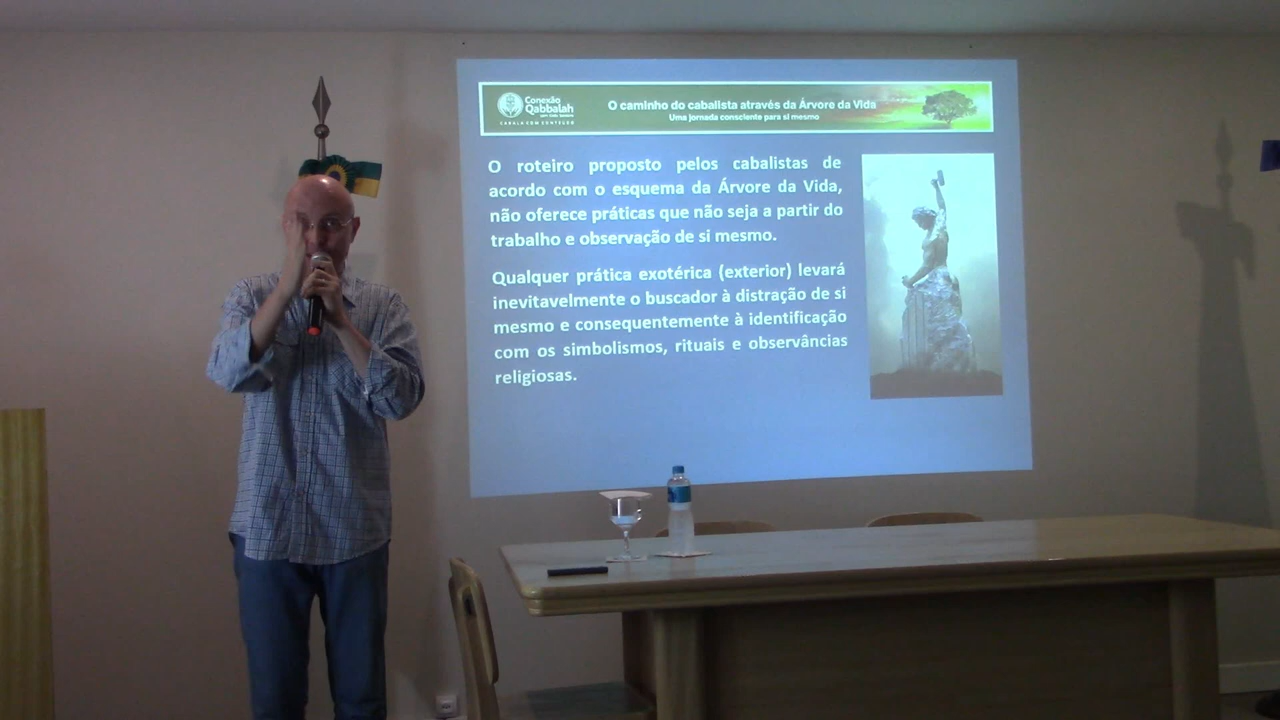 Conexão
Qabbalah
CABALA COM CONTEÚDO
O caminho do cabalista através da Árvore da Vida
Uma jornada consciente para si mesmo
O roteiro proposto pelos cabalistas de
acordo com o esquema da Árvore da Vida,
não oferece práticas que não seja a partir do
trabalho e observação de si mesmo.
Qualquer prática exotérica (exterior) levará
inevitavelmente o buscador à distração de si
mesmo e consequentemente à identificação
com os simbolismos, rituais e observâncias
religiosas.